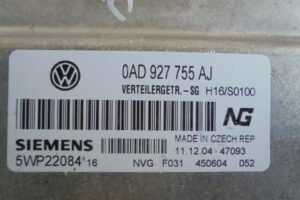 0AD 927 755 AJ
VERTEILERGETR. - SG H16/S0100
NG
MADE IN CZECH REP
SIEMENS 11.12.04 · 47093
5WP22084 16 NVG F031 450604 052